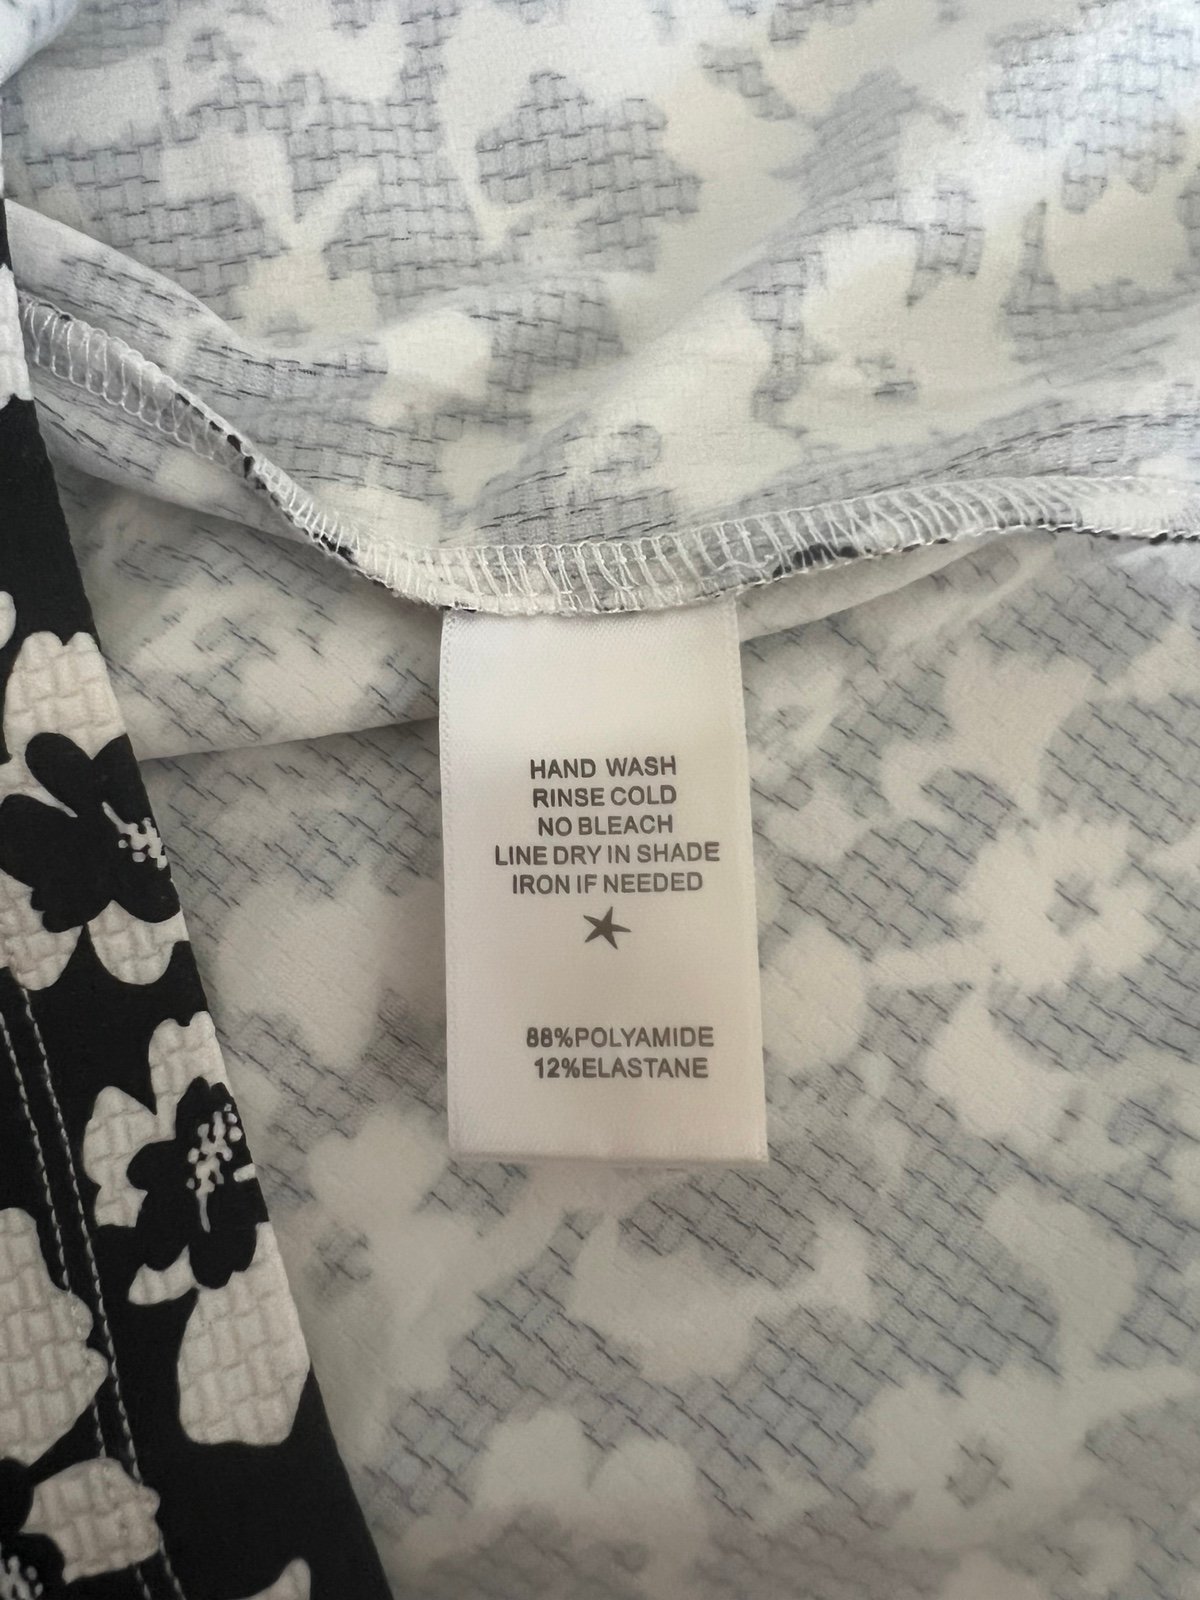 HAND WASH
RINSE COLD
NO BLEACH
LINE DRY IN SHADE
IRON IF NEEDED
88%POLYAMIDE
12%ELASTANE